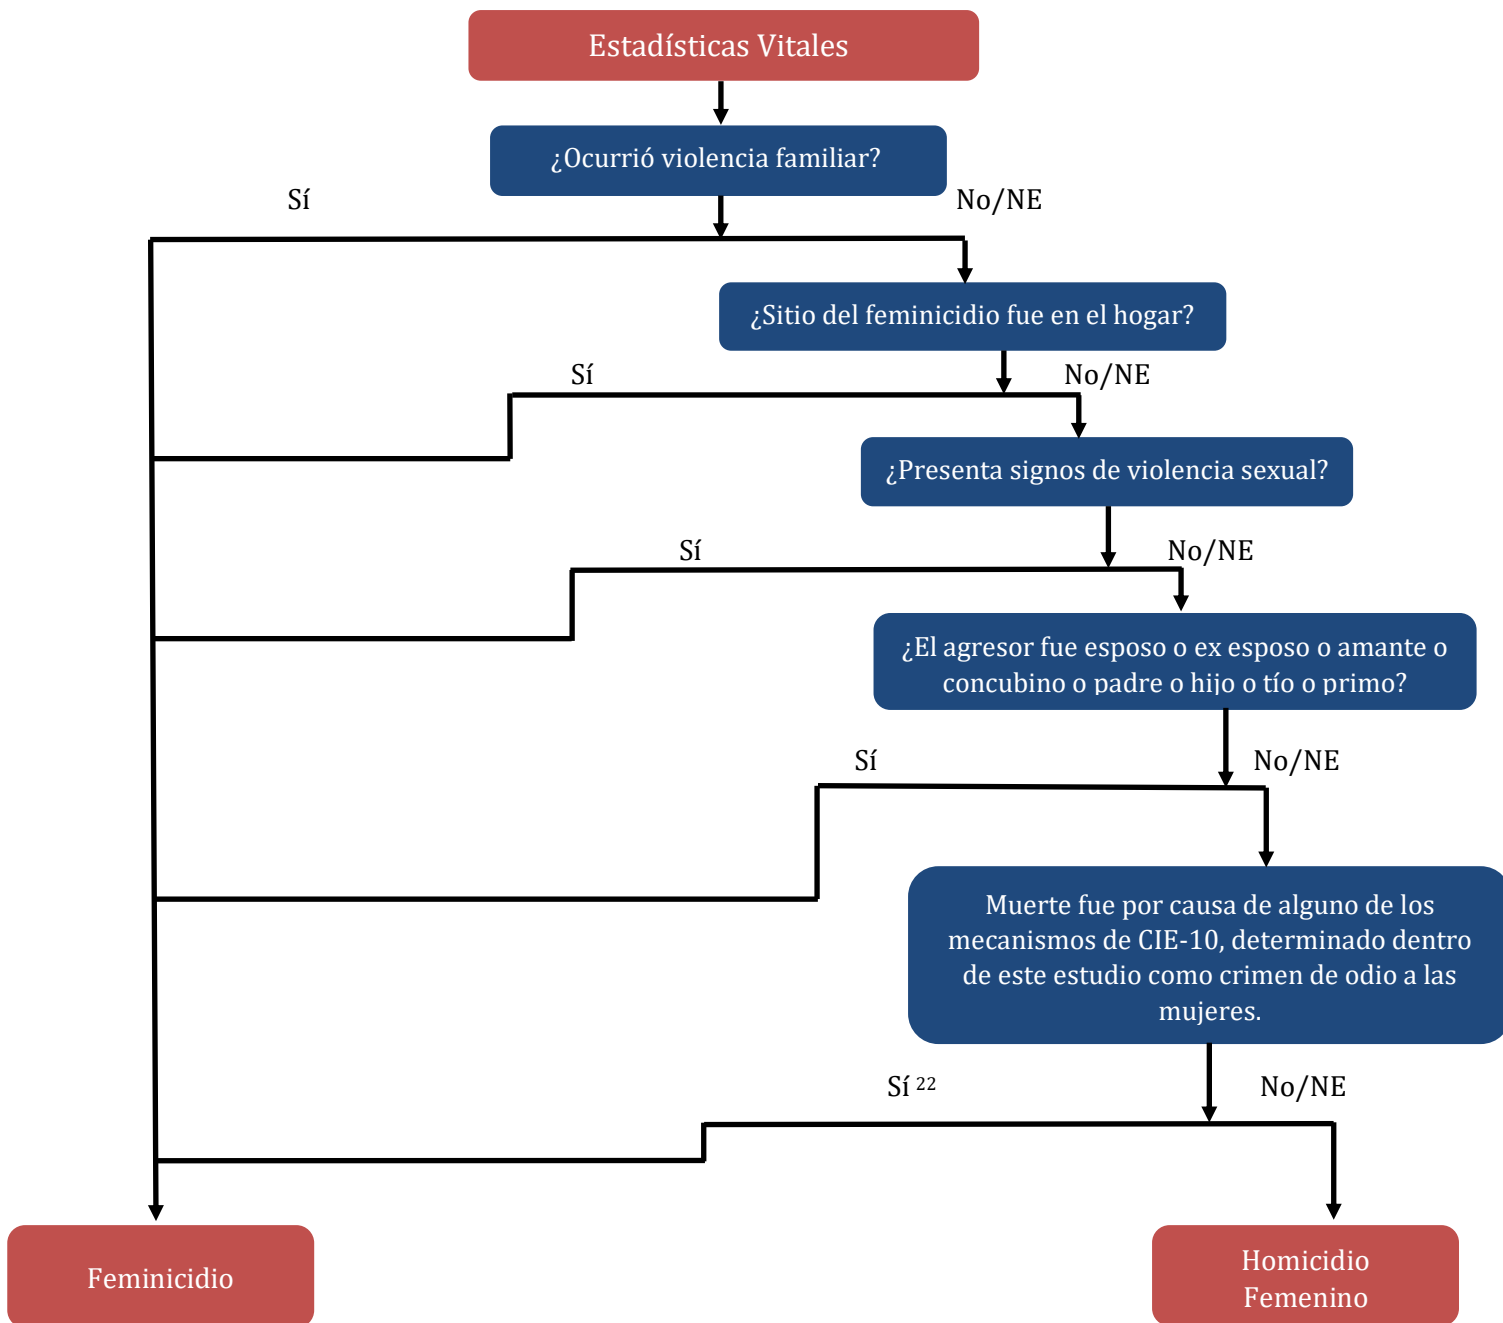 Estadísticas Vitales
¿Ocurrió violencia familiar?
Sí
No/NE
¿Sitio del feminicidio fue en el hogar?
Sí
No/NE
¿Presenta signos de violencia sexual?
Sí
No/NE
¿El agresor fue esposo o ex esposo o amante o
concubino o padre o hijo o tío o primo?
Sí
No/NE
Muerte fue por causa de alguno de los
mecanismos de CIE-10, determinado dentro
de este estudio como crimen de odio a las
mujeres.
Sí 22
No/NE
Feminicidio
Homicidio
Femenino